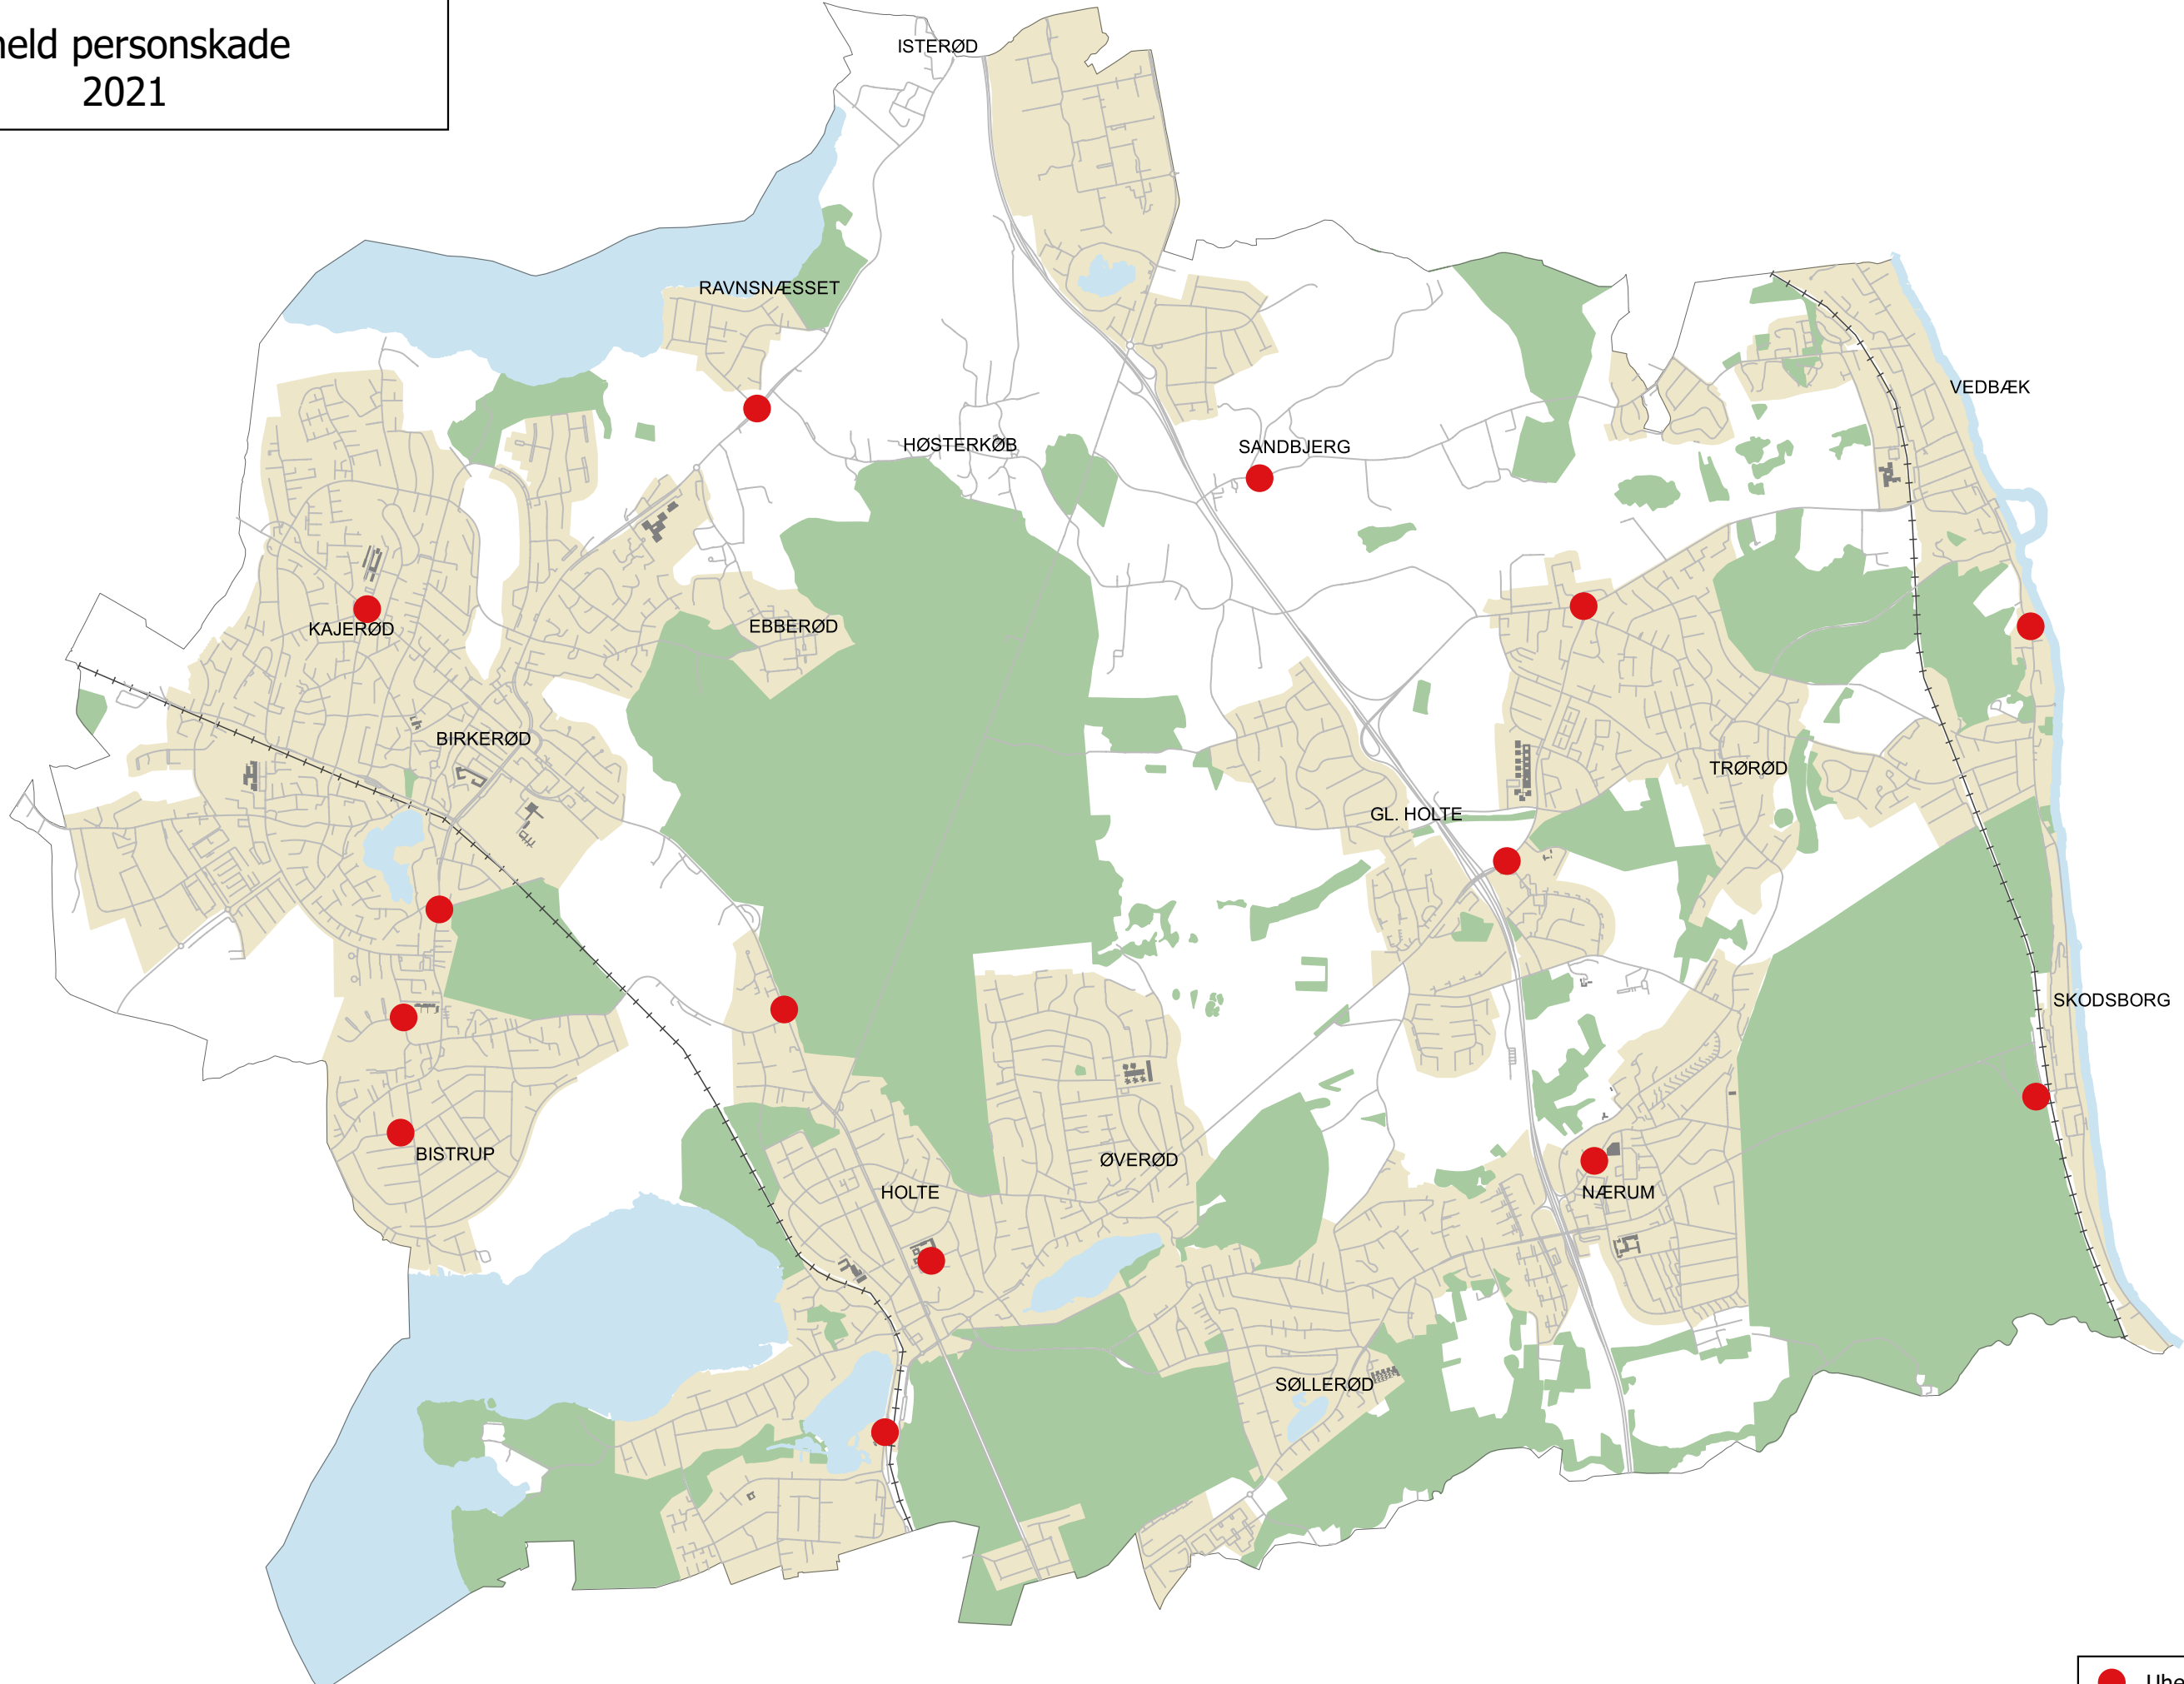 personskade
2021
ISTERØD
RAVNSNÆSSET
VEDBÆK
HØSTERKØB
SANDBJERG
KAJERØD
EBBERØD
BIRKERØD
TRØRØD
GL. HOLTE
SKODSBORG
BISTRUP
ØVERØD
HOLTE
NÆRUM
SØLLERØD